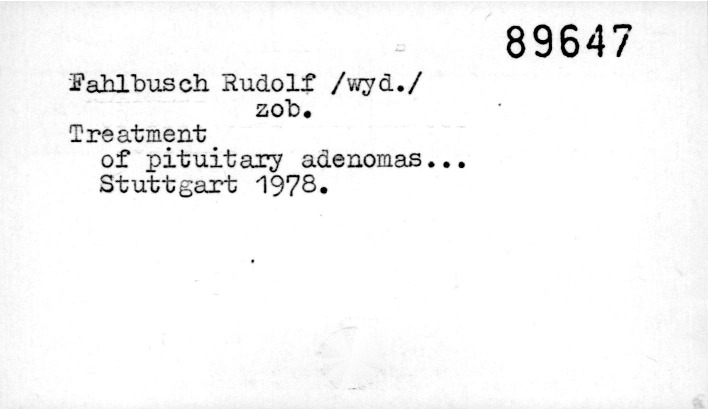 89647
Fahlbusch Rudolf /wyd./
zob.
Treatment
of pituitary adenomas...
Stuttgart 1978.